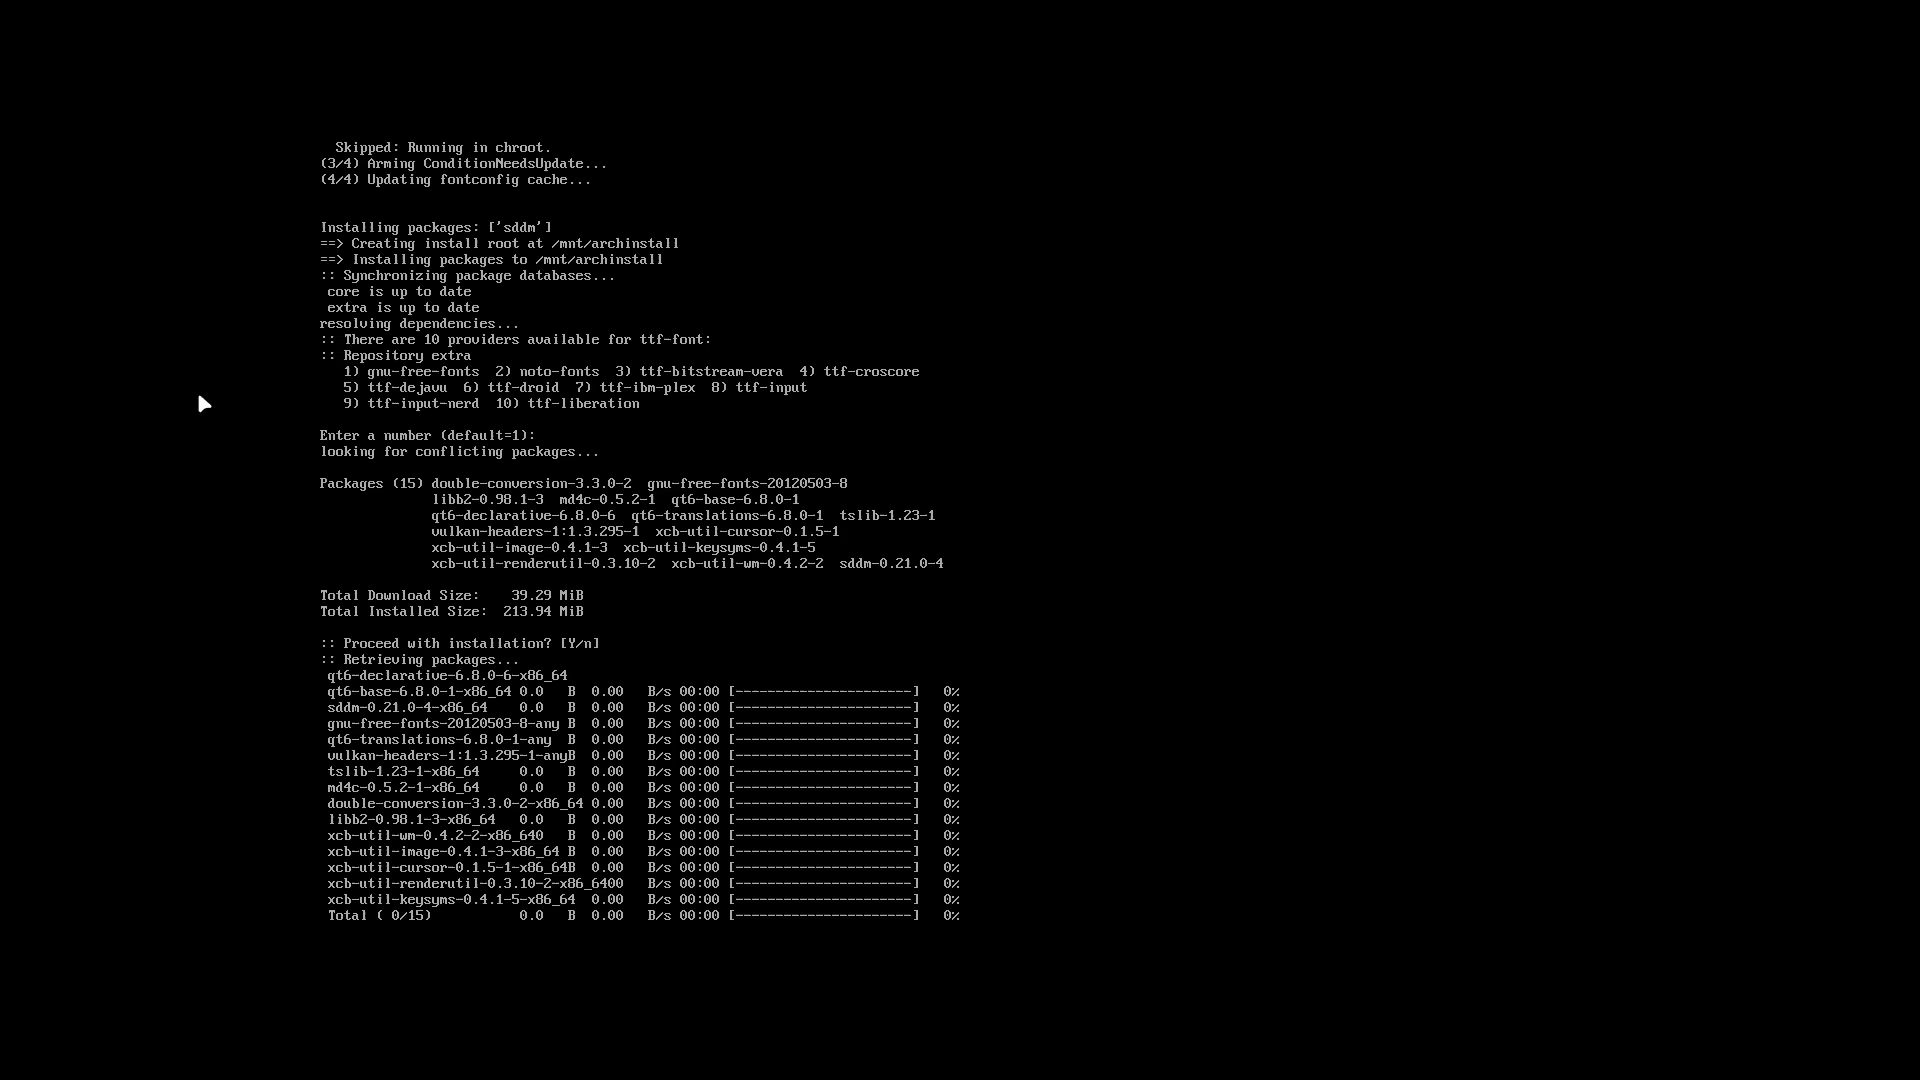 Skipped: Running in chroot.
(3/4) Arming ConditionNeedsUpdate...
(4/4) Updating fontconfig cache...
Installing packages: ['sddm']
==> Creating install root at /mnt/archinstall
==> Installing packages to /mnt/archinstall
:: Synchronizing package databases...
core is up to date
extra is up to date
resolving dependencies...
:: There are 10 providers available for ttf-font:
:: Repository extra
1) gnu-free-fonts  2) noto-fonts  3) ttf-bitstream-vera  4) ttf-croscore
5) ttf-dejavu  6) ttf-droid  7) ttf-ibm-plex  8) ttf-input
9) ttf-input-nerd  10) ttf-liberation
Enter a number (default=1):
looking for conflicting packages...
Packages (15) double-conversion-3.3.0-2  gnu-free-fonts-20120503-8
libb2-0.98.1-3  md4c-0.5.2-1  qt6-base-6.8.0-1
qt6-declarative-6.8.0-6  qt6-translations-6.8.0-1  tslib-1.23-1
vulkan-headers-1:1.3.295-1  xcb-util-cursor-0.1.5-1
xcb-util-image-0.4.1-3  xcb-util-keysyms-0.4.1-5
xcb-util-renderutil-0.3.10-2  xcb-util-wm-0.4.2-2  sddm-0.21.0-4
Total Download Size:    39.29 MiB
Total Installed Size:  213.94 MiB
:: Proceed with installation? [Y/n]
:: Retrieving packages...
qt6-declarative-6.8.0-6-x86_64
qt6-base-6.8.0-1-x86_64 0.0   B  0.00   B/s 00:00 [----------------------]   0%
sddm-0.21.0-4-x86_64    0.0   B  0.00   B/s 00:00 [----------------------]   0%
gnu-free-fonts-20120503-8-any B  0.00   B/s 00:00 [----------------------]   0%
qt6-translations-6.8.0-1-any  B  0.00   B/s 00:00 [----------------------]   0%
vulkan-headers-1:1.3.295-1-anyB  0.00   B/s 00:00 [----------------------]   0%
tslib-1.23-1-x86_64     0.0   B  0.00   B/s 00:00 [----------------------]   0%
md4c-0.5.2-1-x86_64     0.0   B  0.00   B/s 00:00 [----------------------]   0%
double-conversion-3.3.0-2-x86_64 0.00   B/s 00:00 [----------------------]   0%
libb2-0.98.1-3-x86_64   0.0   B  0.00   B/s 00:00 [----------------------]   0%
xcb-util-wm-0.4.2-2-x86_640   B  0.00   B/s 00:00 [----------------------]   0%
xcb-util-image-0.4.1-3-x86_64 B  0.00   B/s 00:00 [----------------------]   0%
xcb-util-cursor-0.1.5-1-x86_64B  0.00   B/s 00:00 [----------------------]   0%
xcb-util-renderutil-0.3.10-2-x86_6400   B/s 00:00 [----------------------]   0%
xcb-util-keysyms-0.4.1-5-x86_64  0.00   B/s 00:00 [----------------------]   0%
Total ( 0/15)           0.0   B  0.00   B/s 00:00 [----------------------]   0%